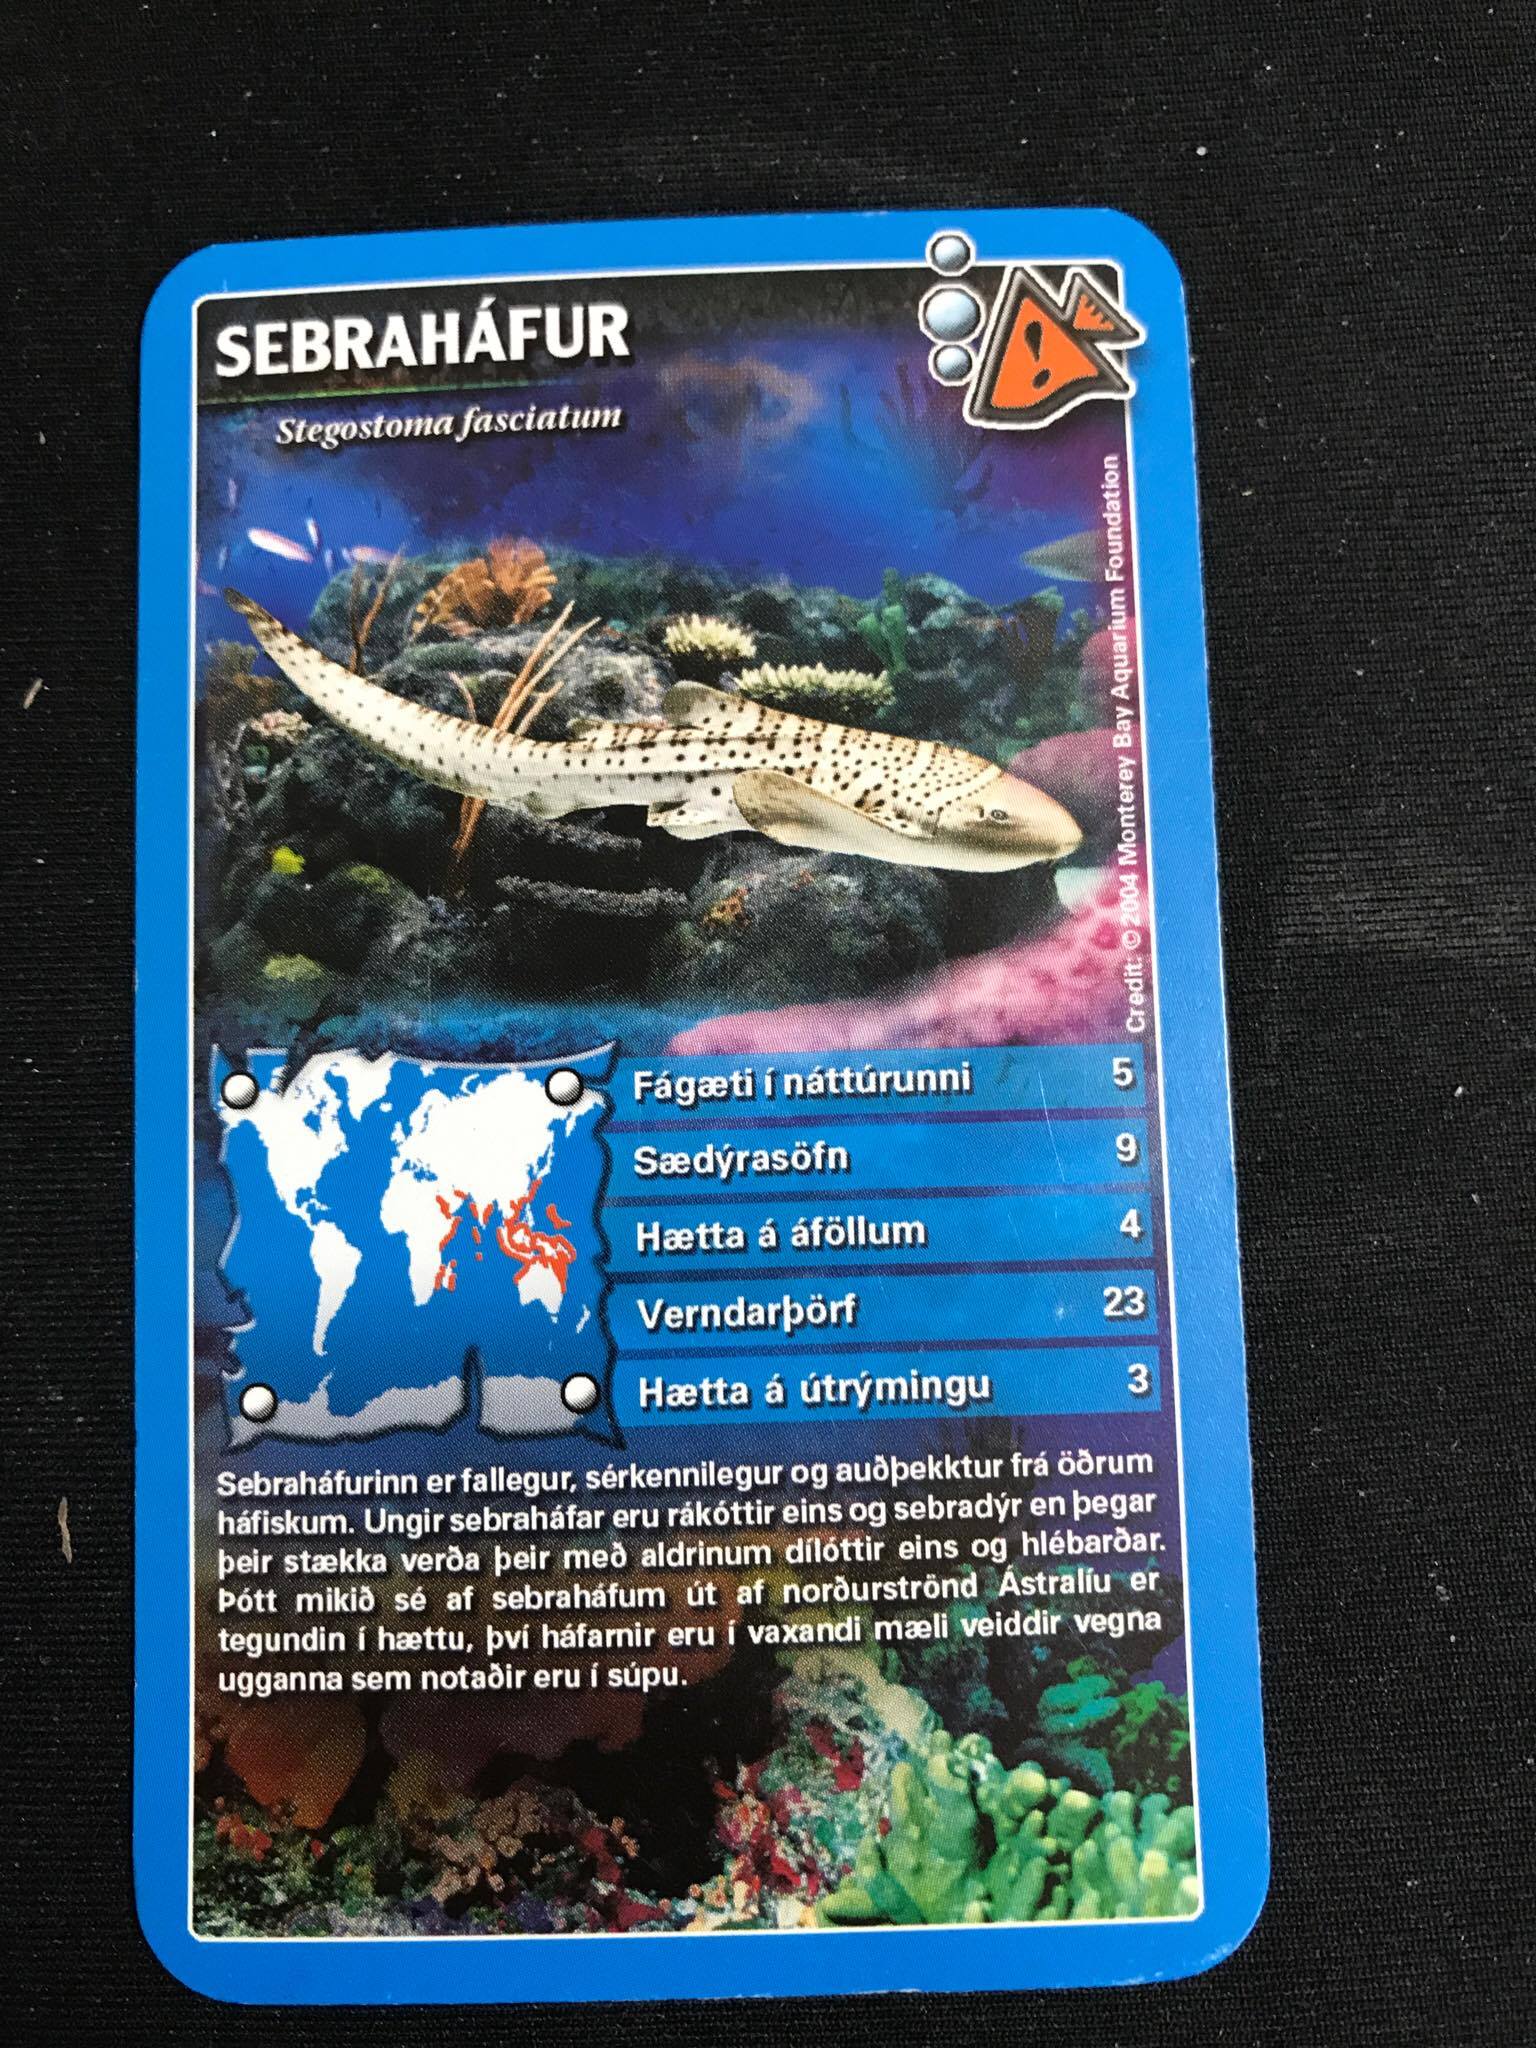 SEBRAHÁFUR
Stegostoma fasciatum
Credit: © 2004 Monterey Bay Aquarium Foundation
Fágæti í náttúrunni 5
Sædýrasöfn 9
Hætta á áföllum 4
Verndarþörf 23
Hætta á útrýmingu 3
Sebraháfurinn er fallegur, sérkennilegur og auðþekktur frá öðrum
háfiskum. Ungir sebraháfar eru rákóttir eins og sebradýr en þegar
þeir stækka verða þeir með aldrinum dílóttir eins og hlébarðar.
Þótt mikið sé af sebraháfum út af norðurströnd Ástralíu er
tegundin í hættu, því háfarnir eru í vaxandi mæli veiddir vegna
ugganna sem notaðir eru í súpu.